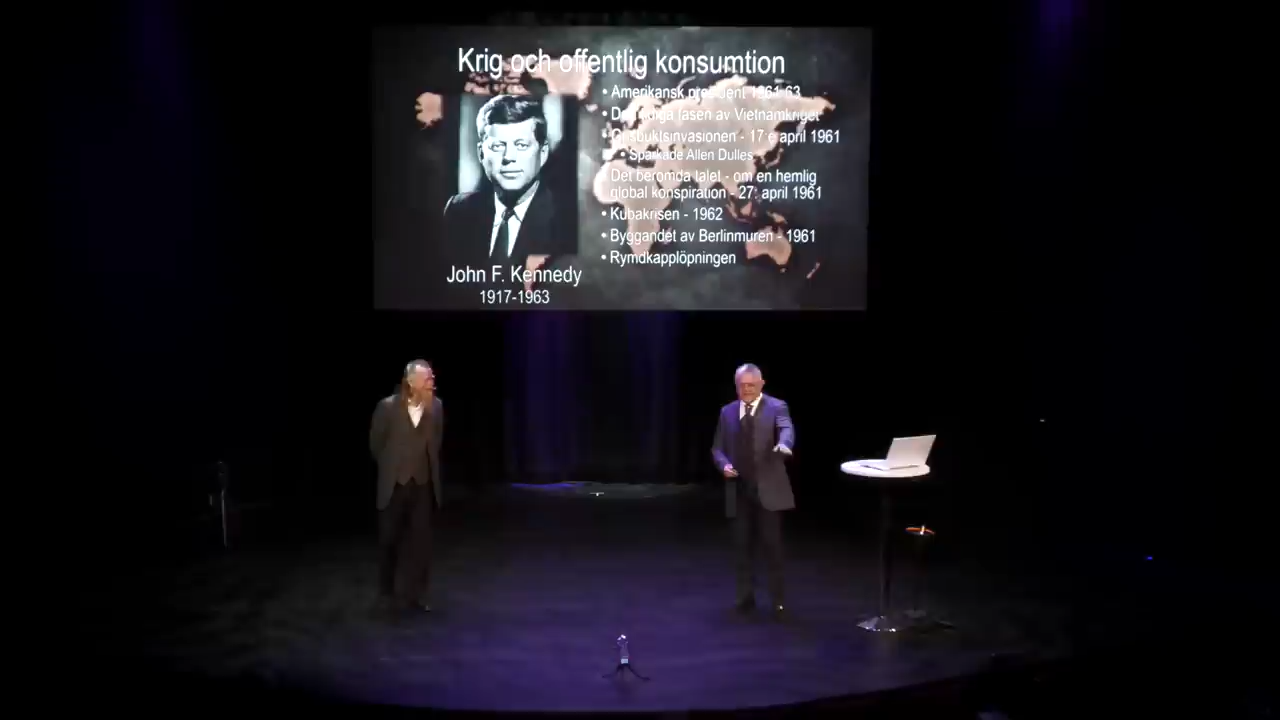 Krig och offentlig konsumtion
• Amerikansk president 1961-63
• Den tidiga fasen av Vietnamkriget
• Grisbuktsinvasionen - 17:e april 1961
• Sparkade Allen Dulles
Det berömda talet - om en hemlig
global konspiration - 27: april 1961
• Kubakrisen - 1962
• Byggandet av Berlinmuren - 1961
• Rymdkapplöpningen
John F. Kennedy
1917-1963